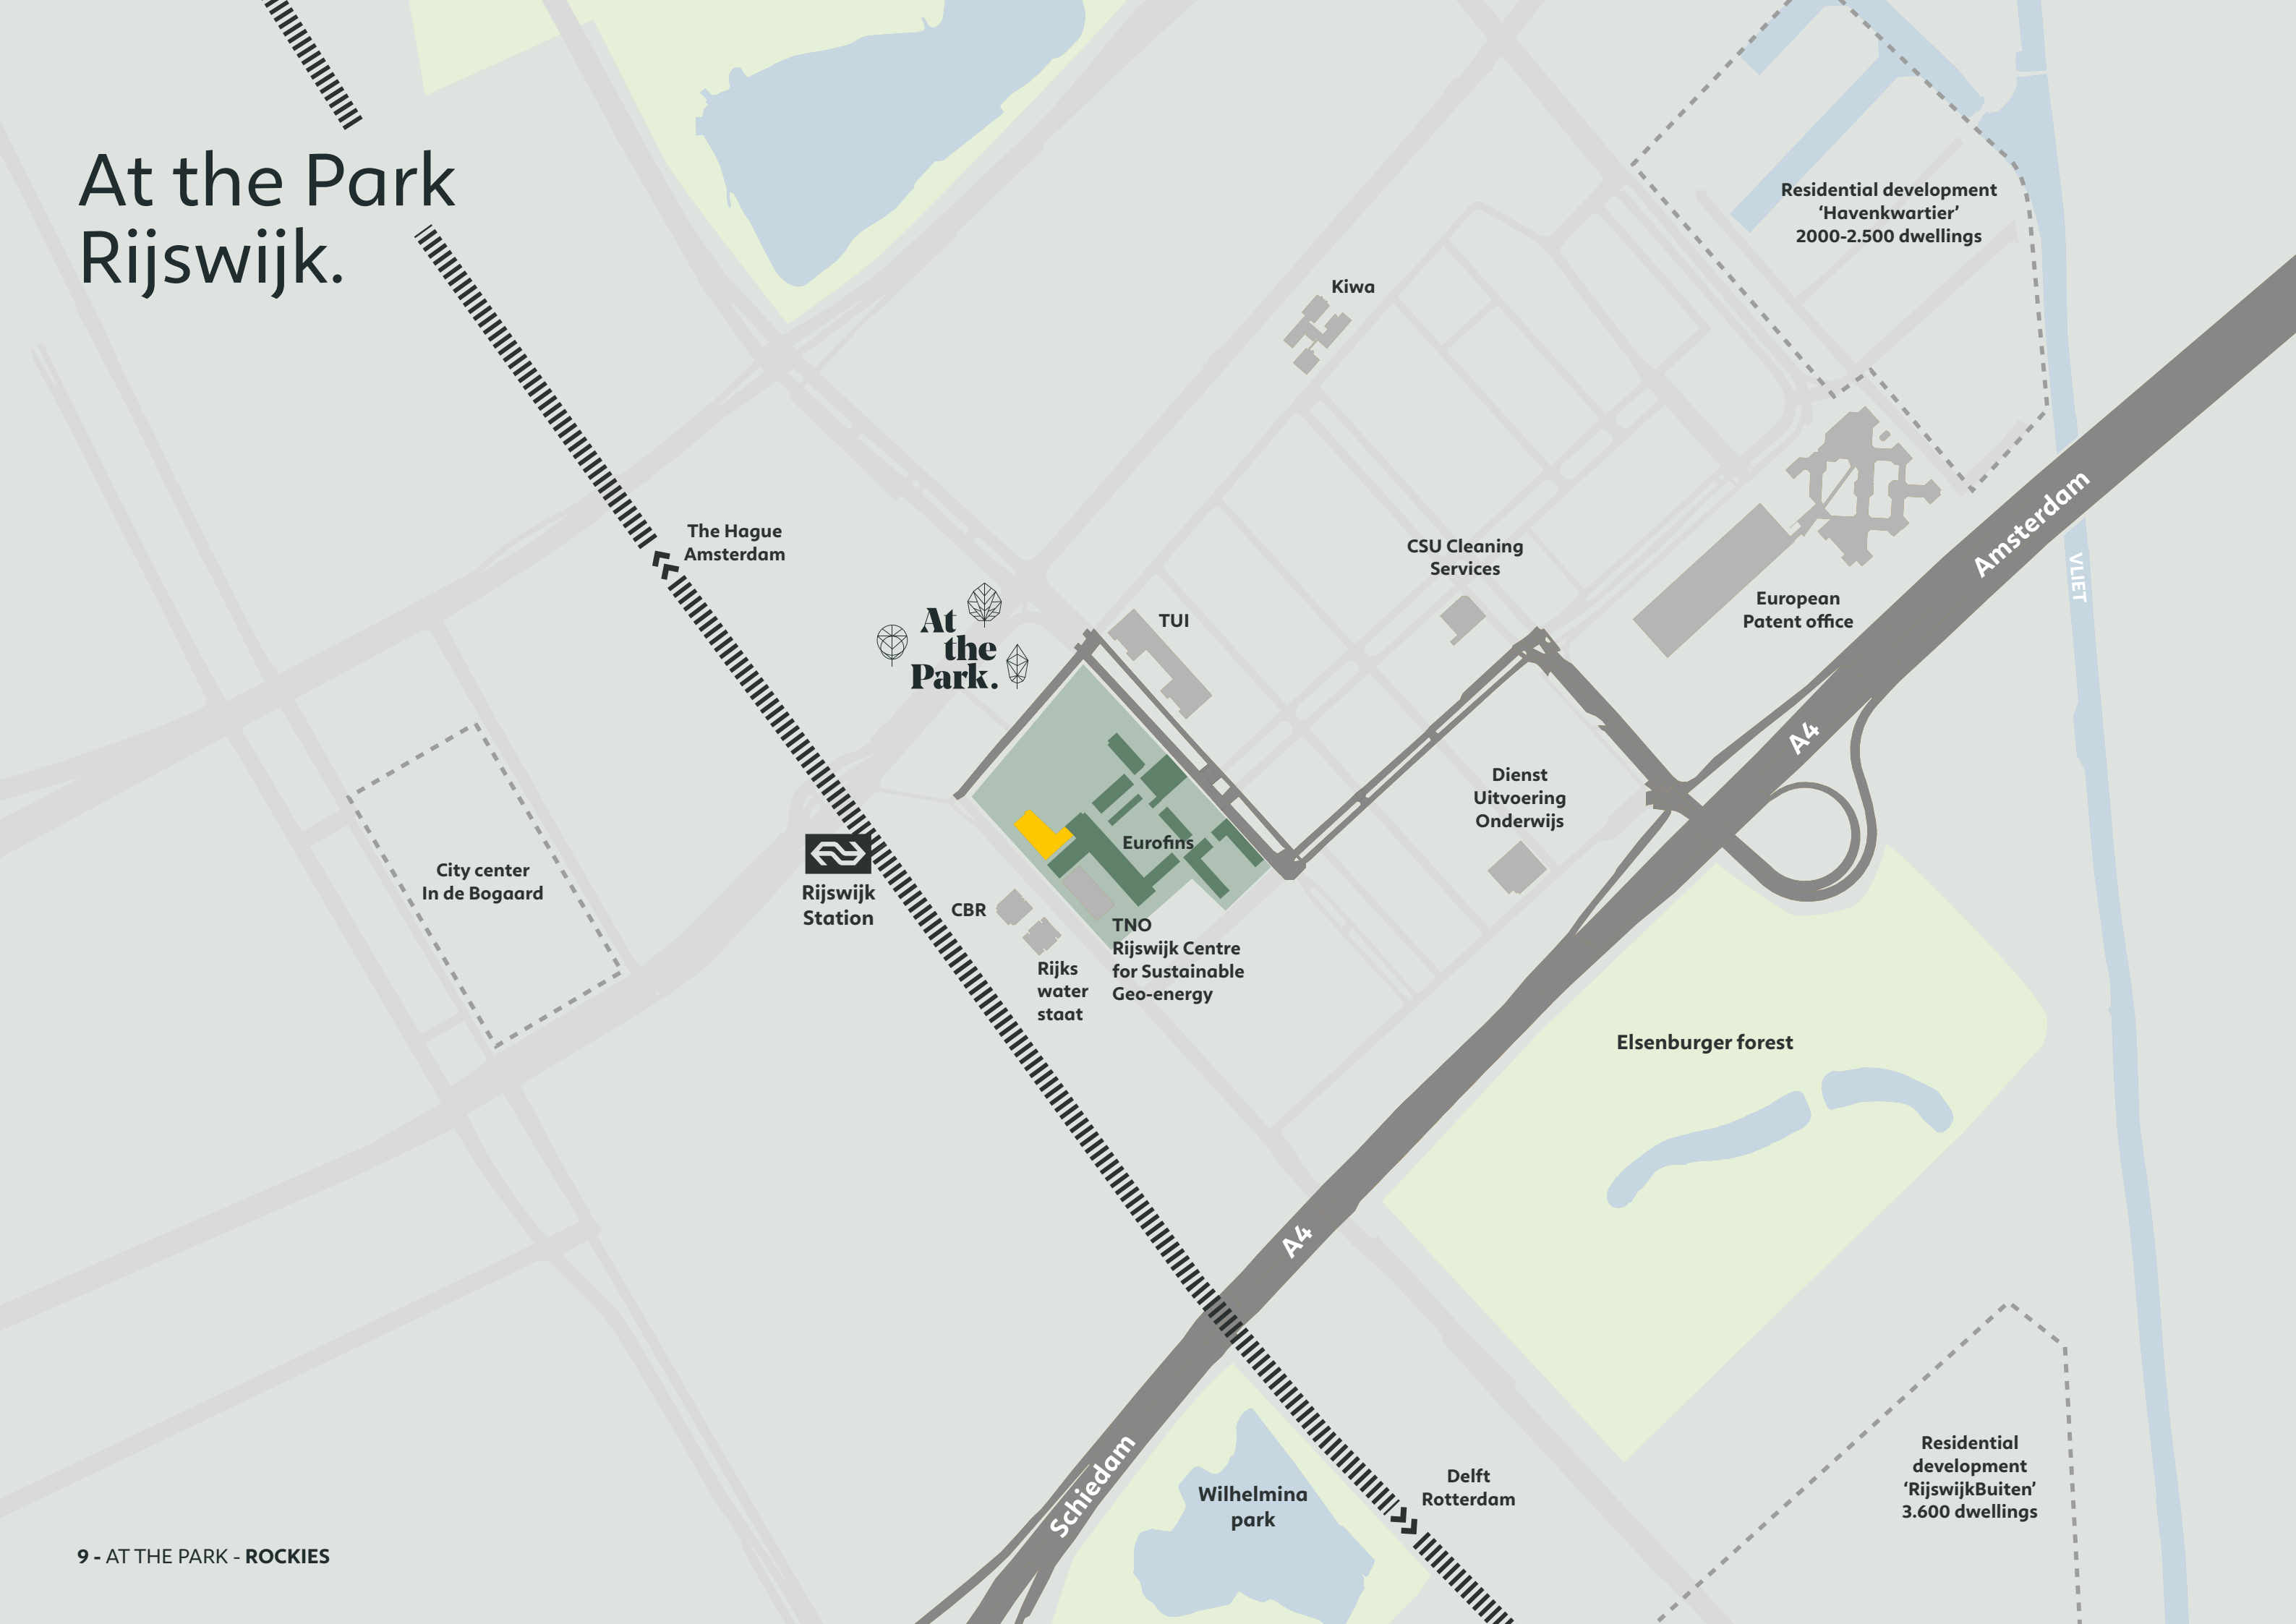 At the Park
Rijswijk.
Residential development
‘Havenkwartier’
2000-2.500 dwellings
Kiwa
The Hague
Amsterdam
CSU Cleaning
Services
Amsterdam
VLIET
European
Patent office
At
the
Park.
TUI
A4
Dienst
Uitvoering
Onderwijs
Eurofins
City center
In de Bogaard
Rijswijk
Station
CBR
TNO
Rijswijk Centre
for Sustainable
Geo-energy
Rijks
water
staat
Elsenburger forest
A4
Schiedam
Wilhelmina
park
Delft
Rotterdam
Residential
development
‘RijswijkBuiten’
3.600 dwellings
9 - AT THE PARK - ROCKIES